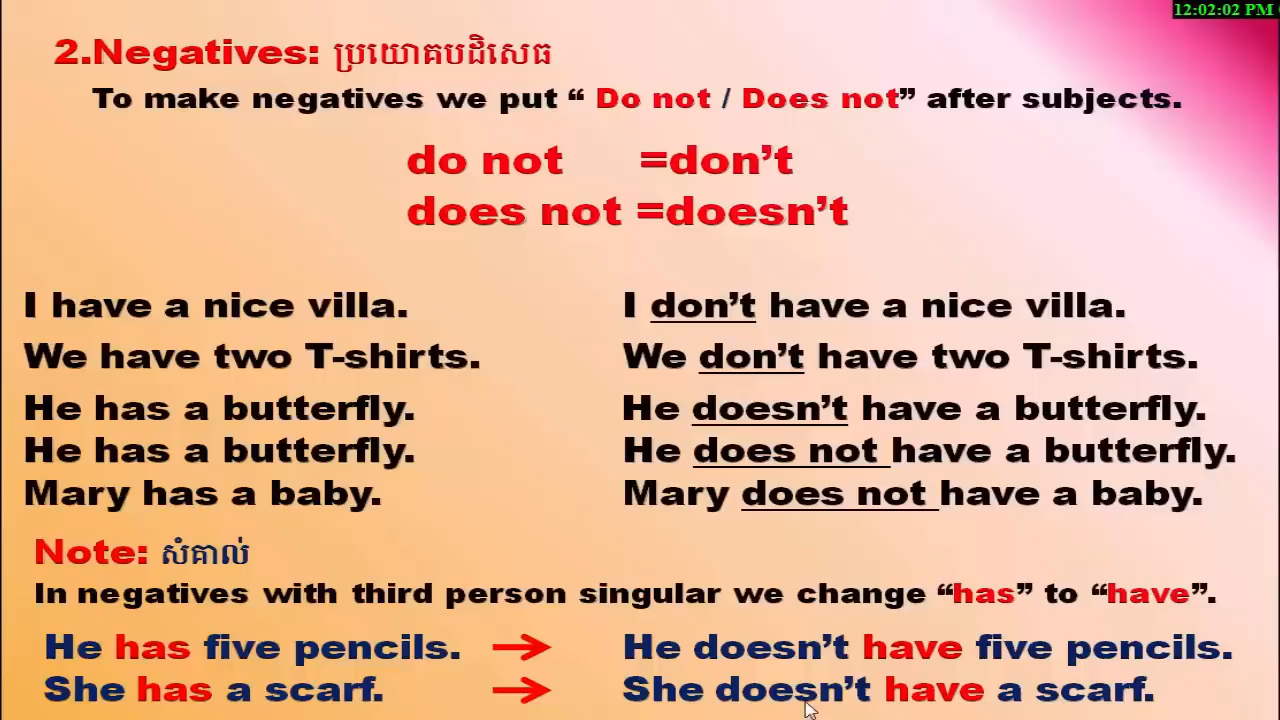 12:02:02 PM
2.Negatives: ប្រយោគបដិសេធ
To make negatives we put “ Do not / Does not” after subjects.
do not =don’t
does not =doesn’t
I have a nice villa. I don’t have a nice villa.
We have two T-shirts. We don’t have two T-shirts.
He has a butterfly. He doesn’t have a butterfly.
He has a butterfly. He does not have a butterfly.
Mary has a baby. Mary does not have a baby.
Note: សំគាល់
In negatives with third person singular we change “has” to “have”.
He has five pencils. → He doesn’t have five pencils.
She has a scarf. → She doesn’t have a scarf.